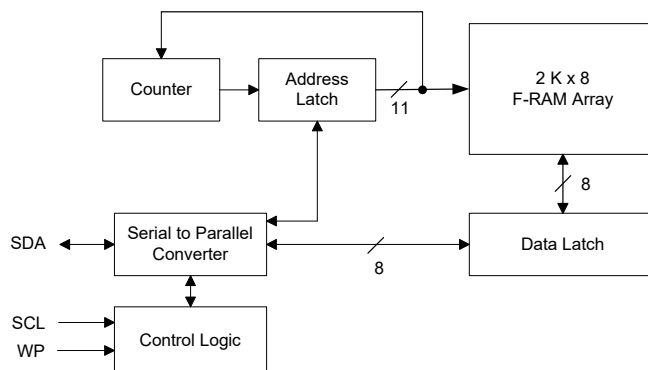 Counter
Address
Latch
11
2 K x 8
F-RAM Array
8
SDA
Serial to Parallel
Converter
8
Data Latch
SCL
WP
Control Logic